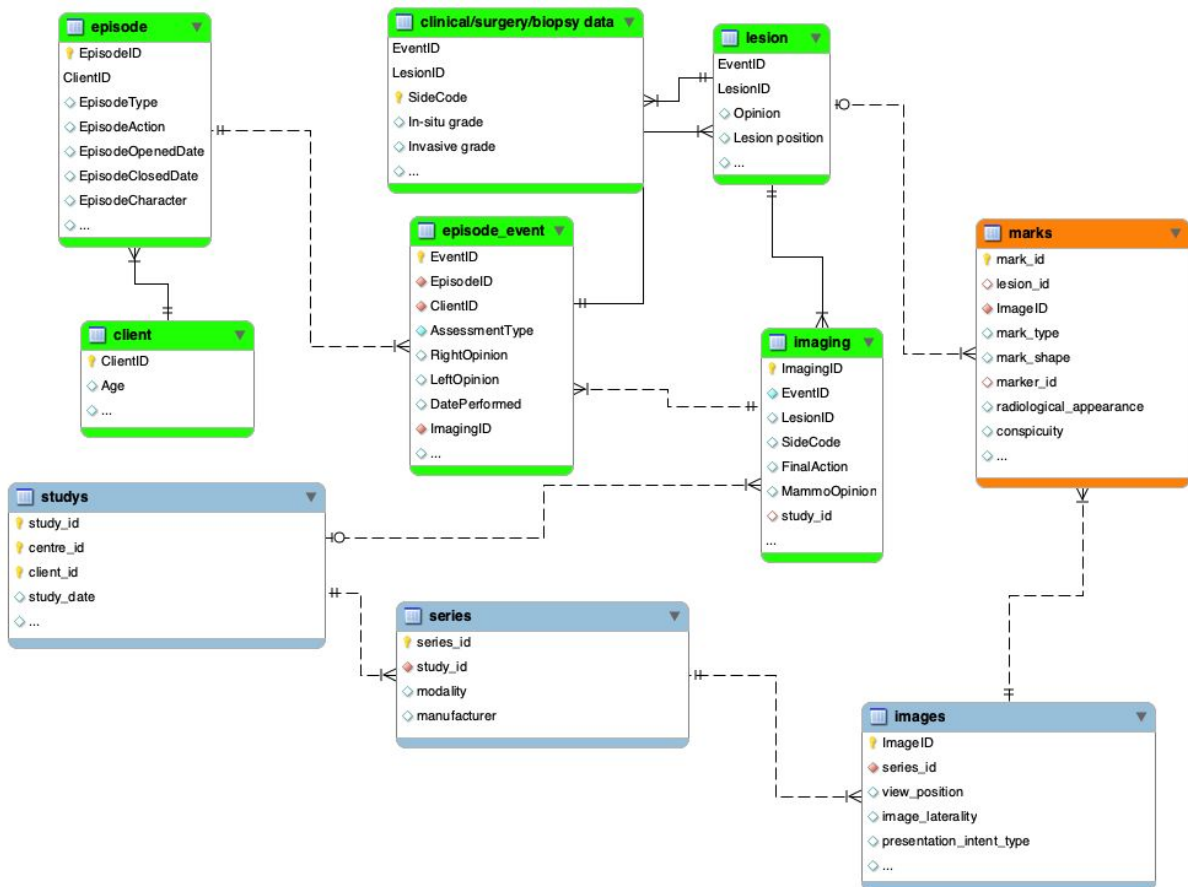 episode
EpisodeID
ClientID
EpisodeType
EpisodeAction
EpisodeOpenedDate
EpisodeClosedDate
EpisodeCharacter
...
clinical/surgery/biopsy data
EventID
LesionID
SideCode
In-situ grade
Invasive grade
...
lesion
EventID
LesionID
Opinion
Lesion position
...
episode_event
EventID
EpisodeID
ClientID
AssessmentType
RightOpinion
LeftOpinion
DatePerformed
ImagingID
...
marks
mark_id
lesion_id
ImageID
mark_type
mark_shape
marker_id
radiological_appearance
conspicuity
...
client
ClientID
Age
...
imaging
ImagingID
EventID
LesionID
SideCode
FinalAction
MammoOpinion
study_id
...
studys
study_id
centre_id
client_id
study_date
...
series
series_id
study_id
modality
manufacturer
images
ImageID
series_id
view_position
image_laterality
presentation_intent_type
...